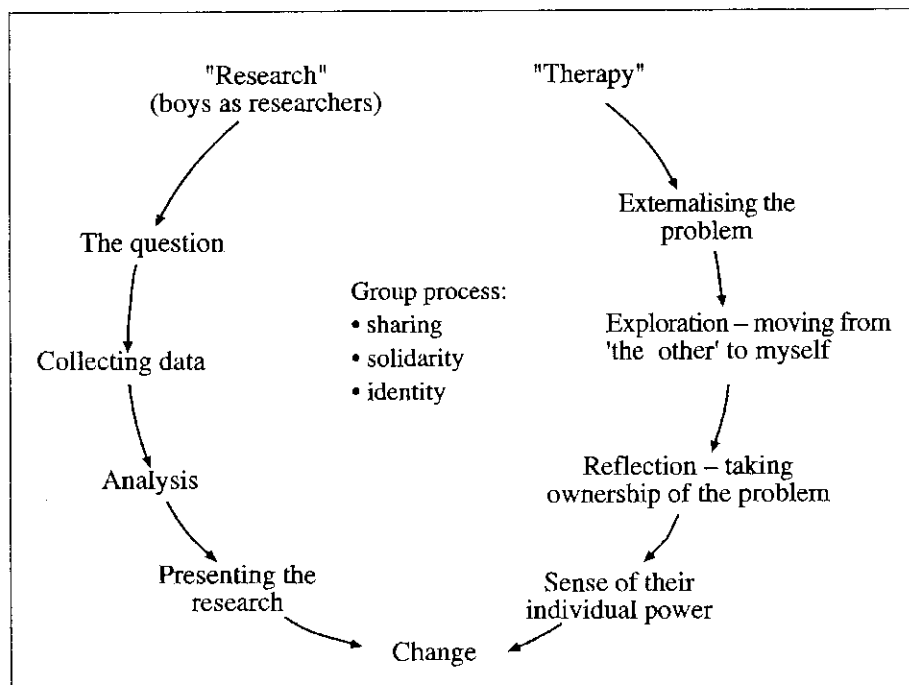 "Research"
(boys as researchers)
The question
Collecting data
Analysis
Presenting the
research
Change
"Therapy"
Externalising the
problem
Exploration – moving from
'the other' to myself
Reflection – taking
ownership of the problem
Sense of their
individual power
Group process:
• sharing
• solidarity
• identity